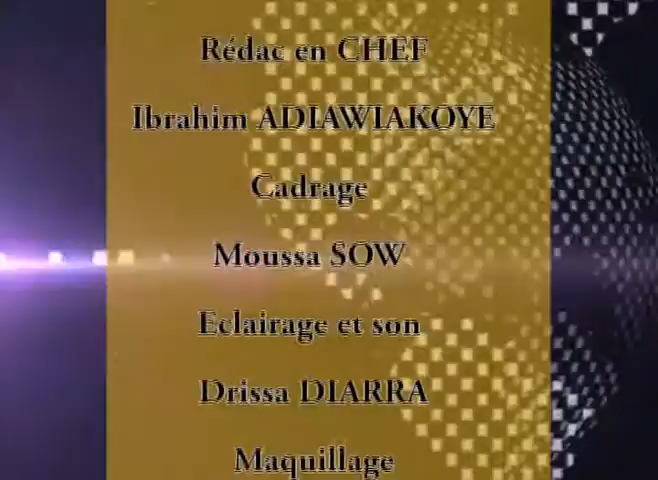 Rédac en CHEF
Ibrahim ADIAWIAKOYE
Cadrage
Moussa SOW
Eclairage et son
Drissa DIARRA
Maquillage